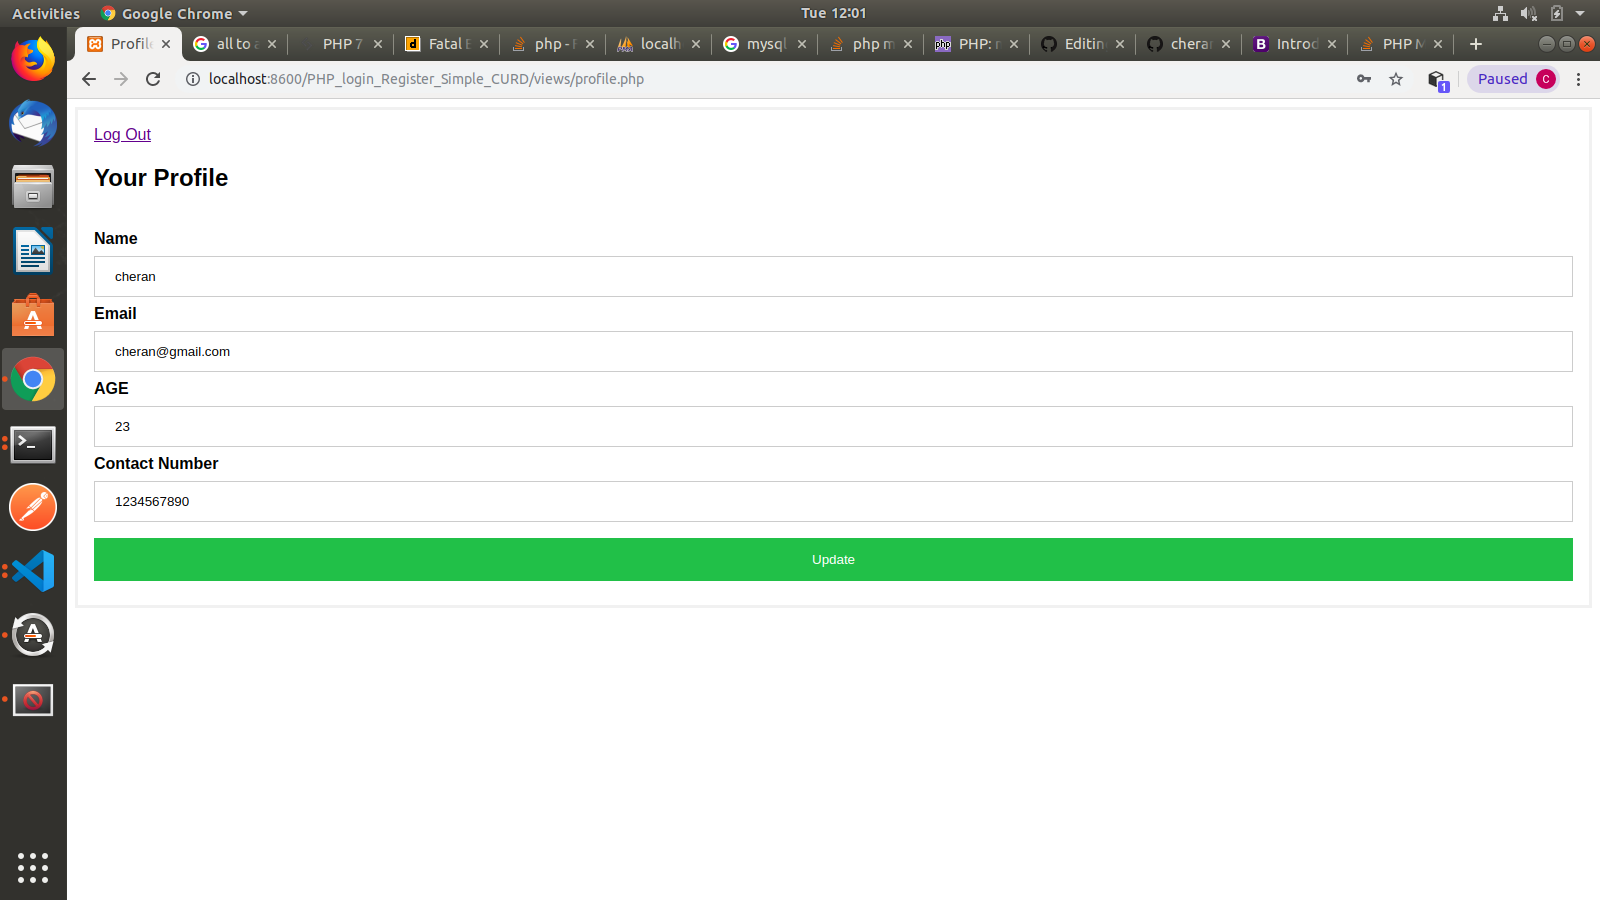 Activities Google Chrome Tue 12:01
Profile all to a PHP 7 Fatal E php - F localh mysql php m PHP: r Editin cheran Introd PHP M
localhost:8600/PHP_login_Register_Simple_CURD/views/profile.php 1 Paused C
Log Out
Your Profile
Name
cheran
Email
cheran@gmail.com
AGE
23
Contact Number
1234567890
Update